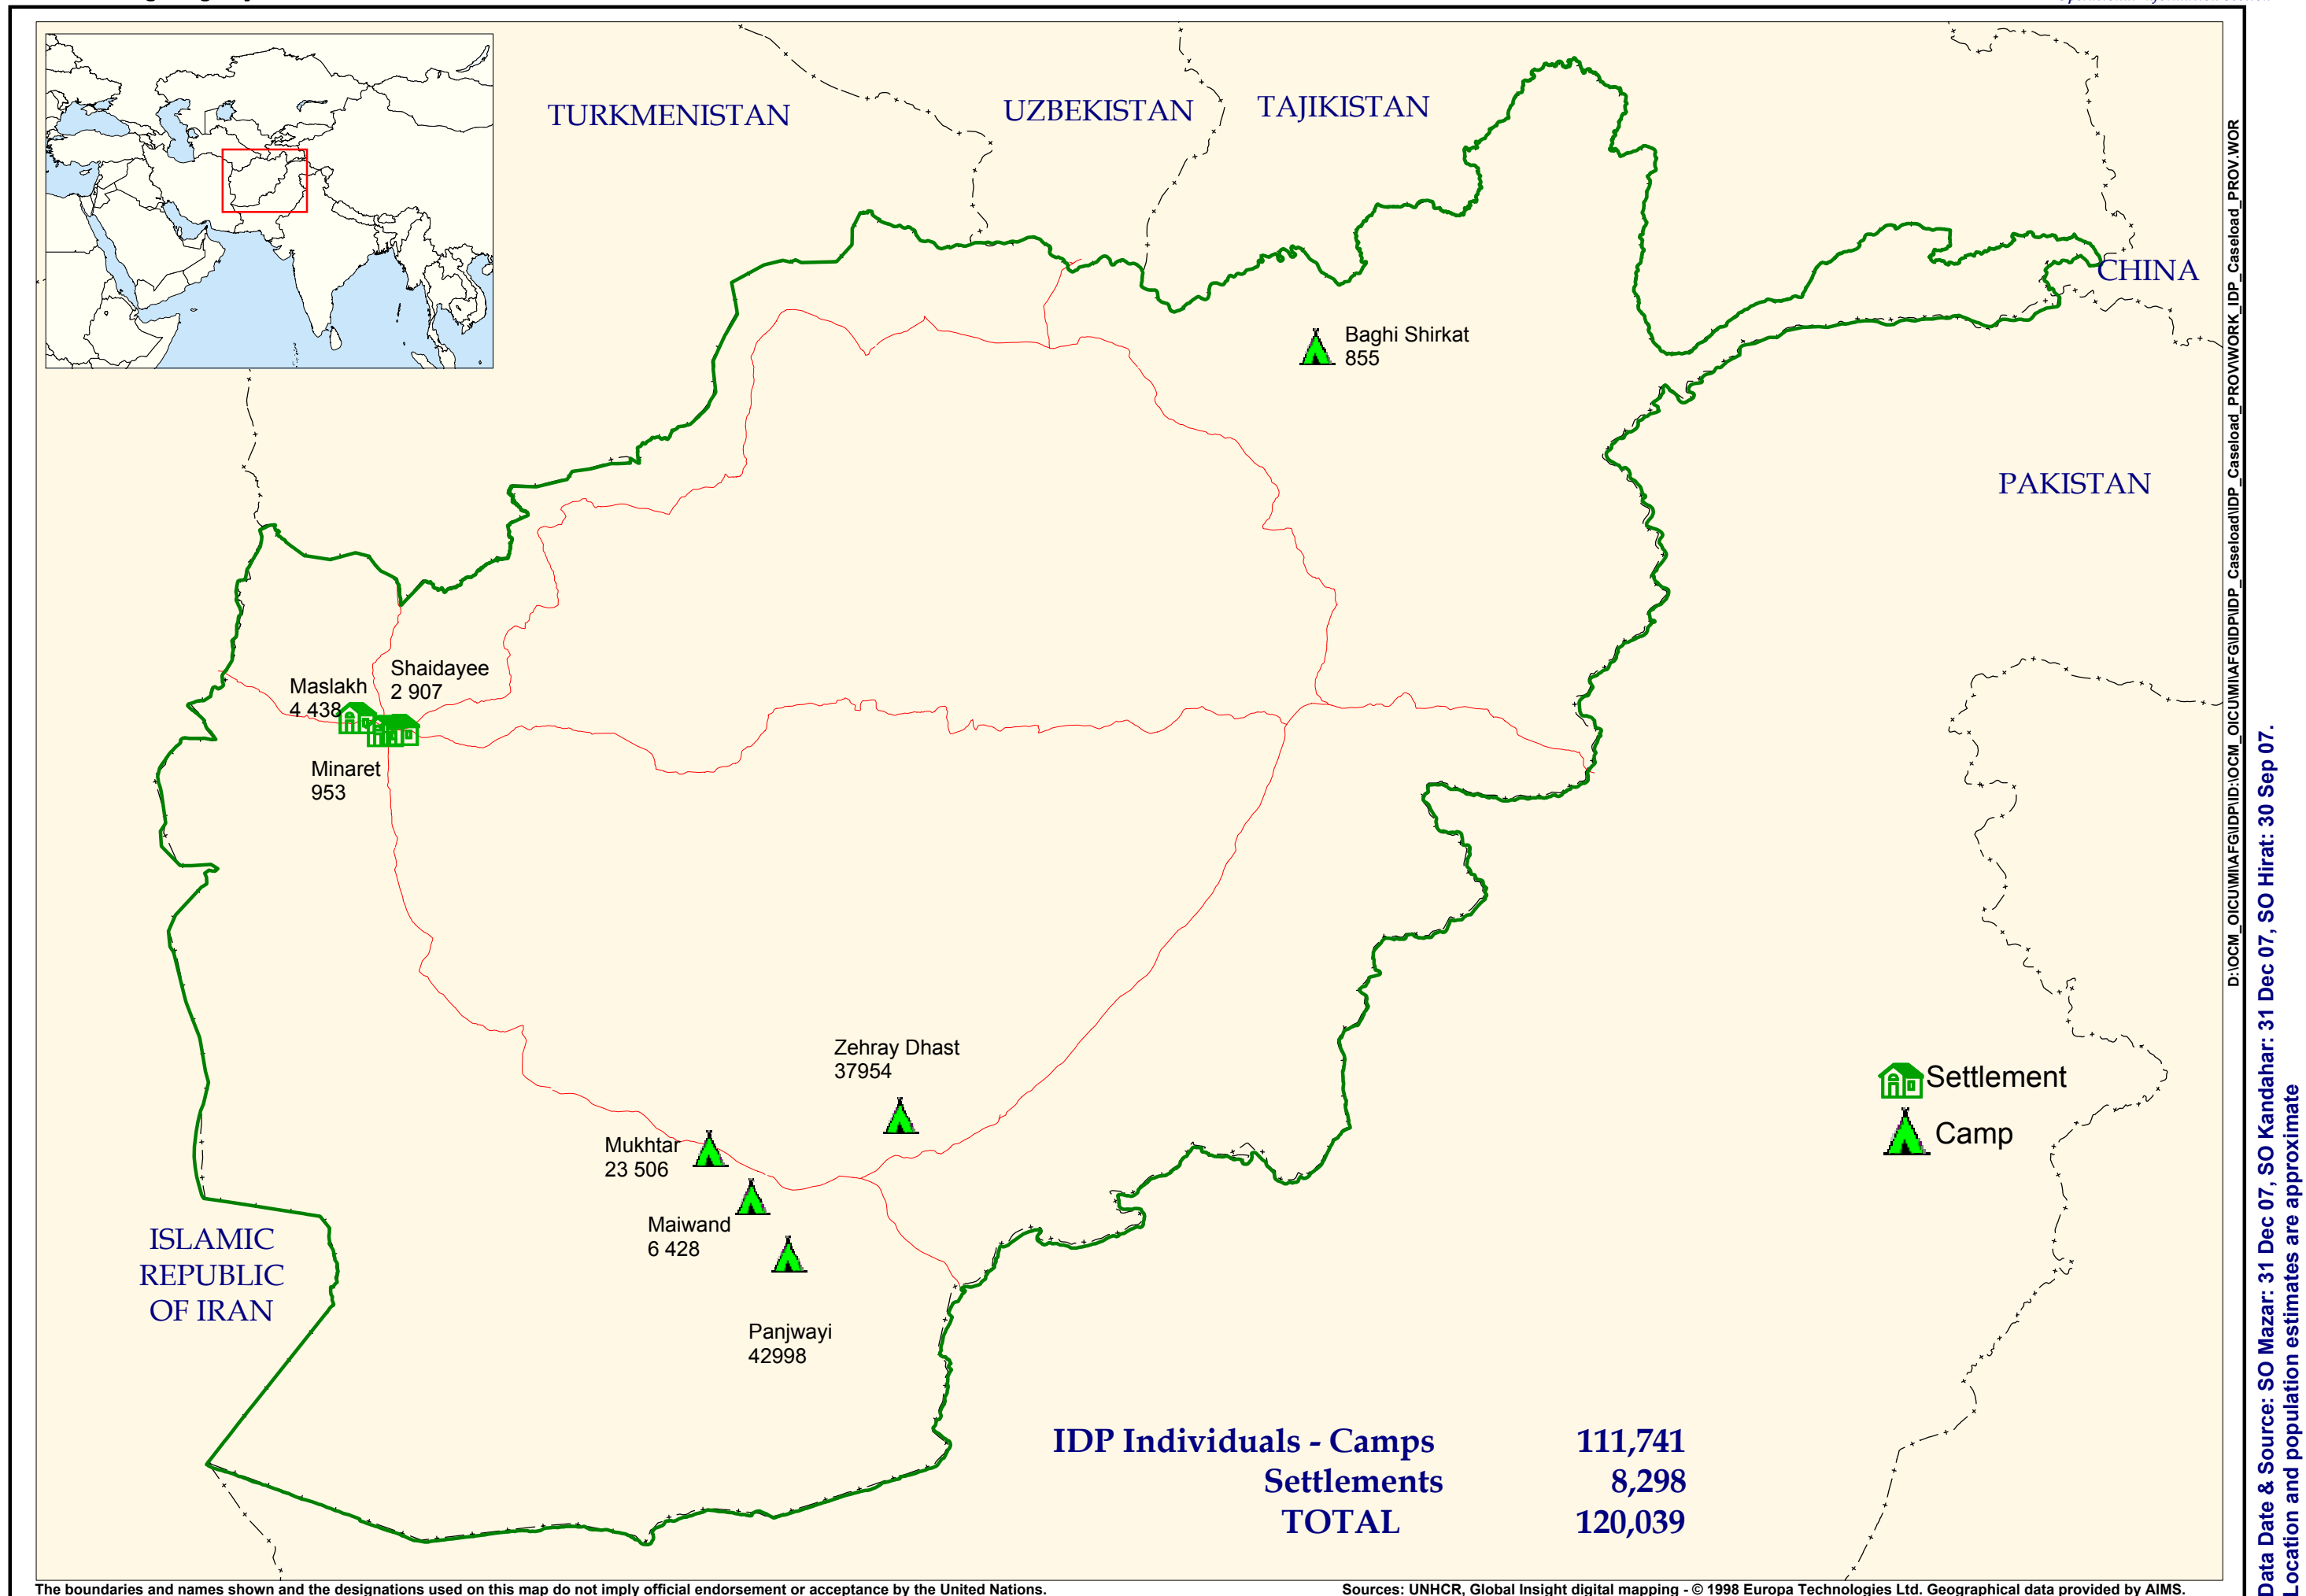 TURKMENISTAN
UZBEKISTAN
TAJIKISTAN
CHINA
Baghi Shirkat
855
PAKISTAN
Shaidayee
2 907
Maslakh
4 438
Minaret
953
Zehray Dhast
37954
Mukhtar
23 506
Maiwand
6 428
Panjwayi
42998
ISLAMIC
REPUBLIC
OF IRAN
Settlement
Camp
IDP Individuals - Camps 111,741
Settlements 8,298
TOTAL 120,039
D:\OCM_OICU\MI\AFG\IDP\ID:\OCM_OICU\MI\AFG\IDP\IDP_Caseload\IDP_Caseload_PROV\WORK_IDP_Caseload_PROV.WOR
Data Date & Source: SO Mazar: 31 Dec 07, SO Kandahar: 31 Dec 07, SO Hirat: 30 Sep 07.
Location and population estimates are approximate
The boundaries and names shown and the designations used on this map do not imply official endorsement or acceptance by the United Nations.
Sources: UNHCR, Global Insight digital mapping - © 1998 Europa Technologies Ltd. Geographical data provided by AIMS.